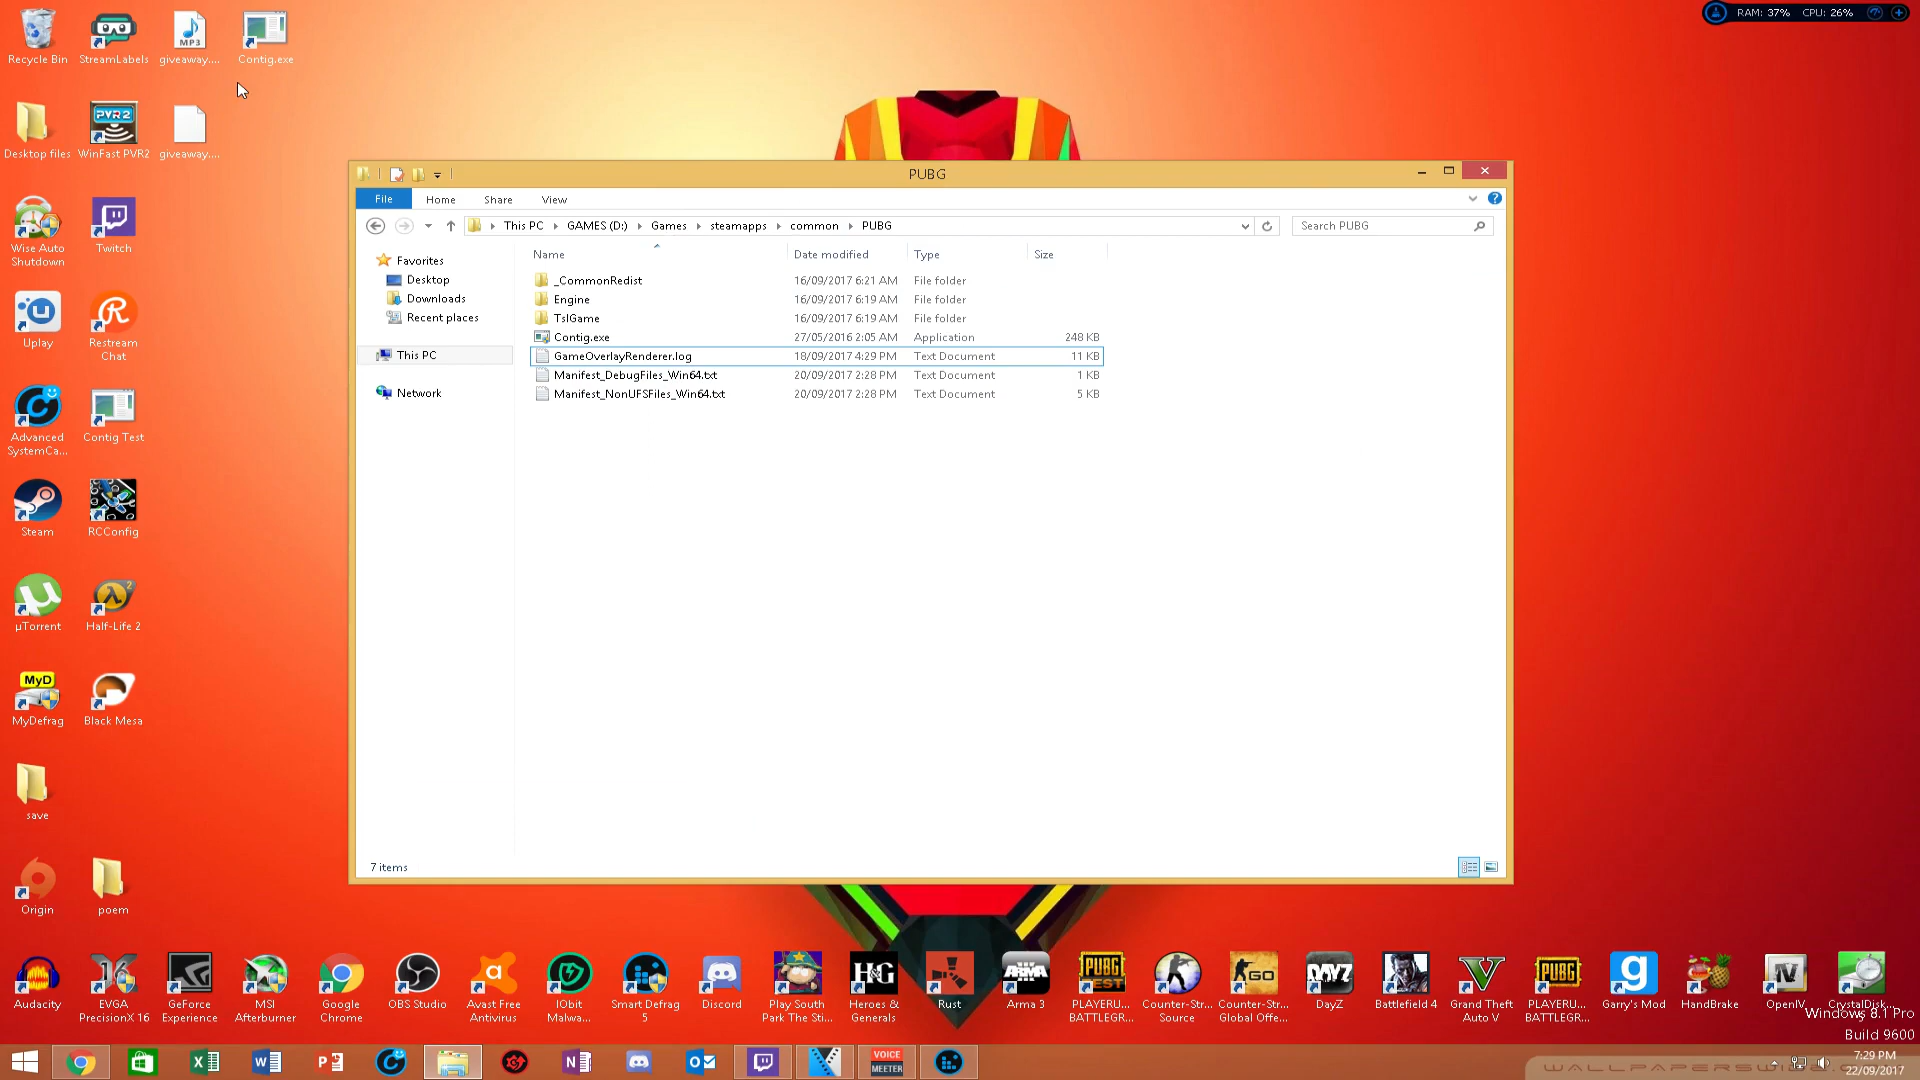 RAM: 37% CPU: 26%
Recycle Bin
StreamLabels
MP3
giveaway....
Contig.exe
Desktop files
PVR2
WinFast PVR2
giveaway....
Wise Auto
Shutdown
Twitch
Uplay
Restream
Chat
Advanced
SystemCa...
Contig Test
Steam
RCConfig
µTorrent
Half-Life 2
MyD
MyDefrag
Black Mesa
save
Origin
poem
PUBG
File Home Share View
This PC GAMES (D:) Games steamapps common PUBG
Search PUBG
Favorites
Desktop
Downloads
Recent places
This PC
Network
Name Date modified Type Size
_CommonRedist 16/09/2017 6:21 AM File folder
Engine 16/09/2017 6:19 AM File folder
TslGame 16/09/2017 6:19 AM File folder
Contig.exe 27/05/2016 2:05 AM Application 248 KB
GameOverlayRenderer.log 18/09/2017 4:29 PM Text Document 11 KB
Manifest_DebugFiles_Win64.txt 20/09/2017 2:28 PM Text Document 1 KB
Manifest_NonUFSFiles_Win64.txt 20/09/2017 2:28 PM Text Document 5 KB
7 items
Audacity
EVGA
PrecisionX 16
GeForce
Experience
MSI
Afterburner
Google
Chrome
OBS Studio
Avast Free
Antivirus
IObit
Malwa...
Smart Defrag
5
Discord
Play South
Park The Sti...
H&G
Heroes &
Generals
Rust
ARMA
Arma 3
PUBG
TEST
PLAYERU...
BATTLEGR...
Counter-Str...
Source
GO
Counter-Str...
Global Offe...
DAYZ
DayZ
Battlefield 4
Grand Theft
Auto V
PUBG
PLAYERU...
BATTLEGR...
Garry's Mod
HandBrake
IV
OpenIV
CrystalDisk...
Windows 8.1 Pro
Build 9600
VOICE
MEETER
7:29 PM
22/09/2017